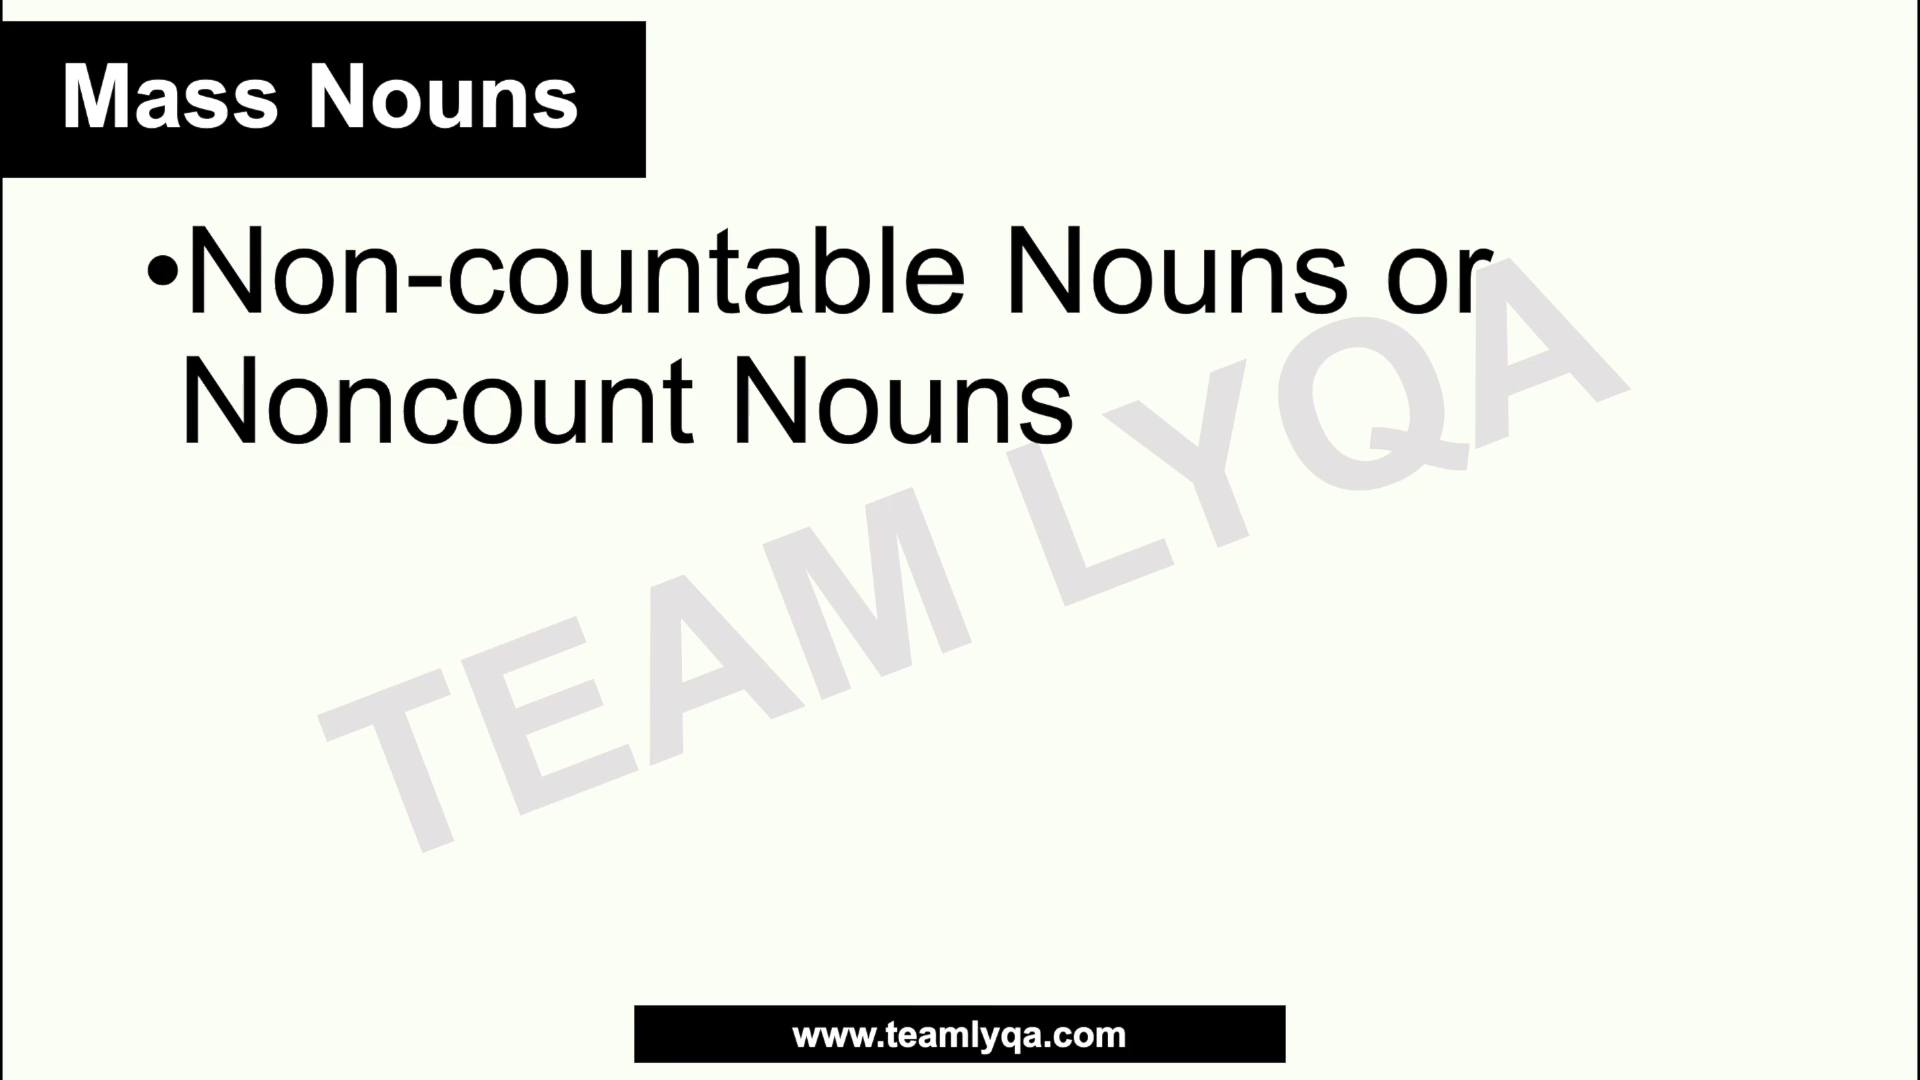 Mass Nouns
•Non-countable Nouns or
Noncount Nouns
TEAM LYQA
www.teamlyqa.com